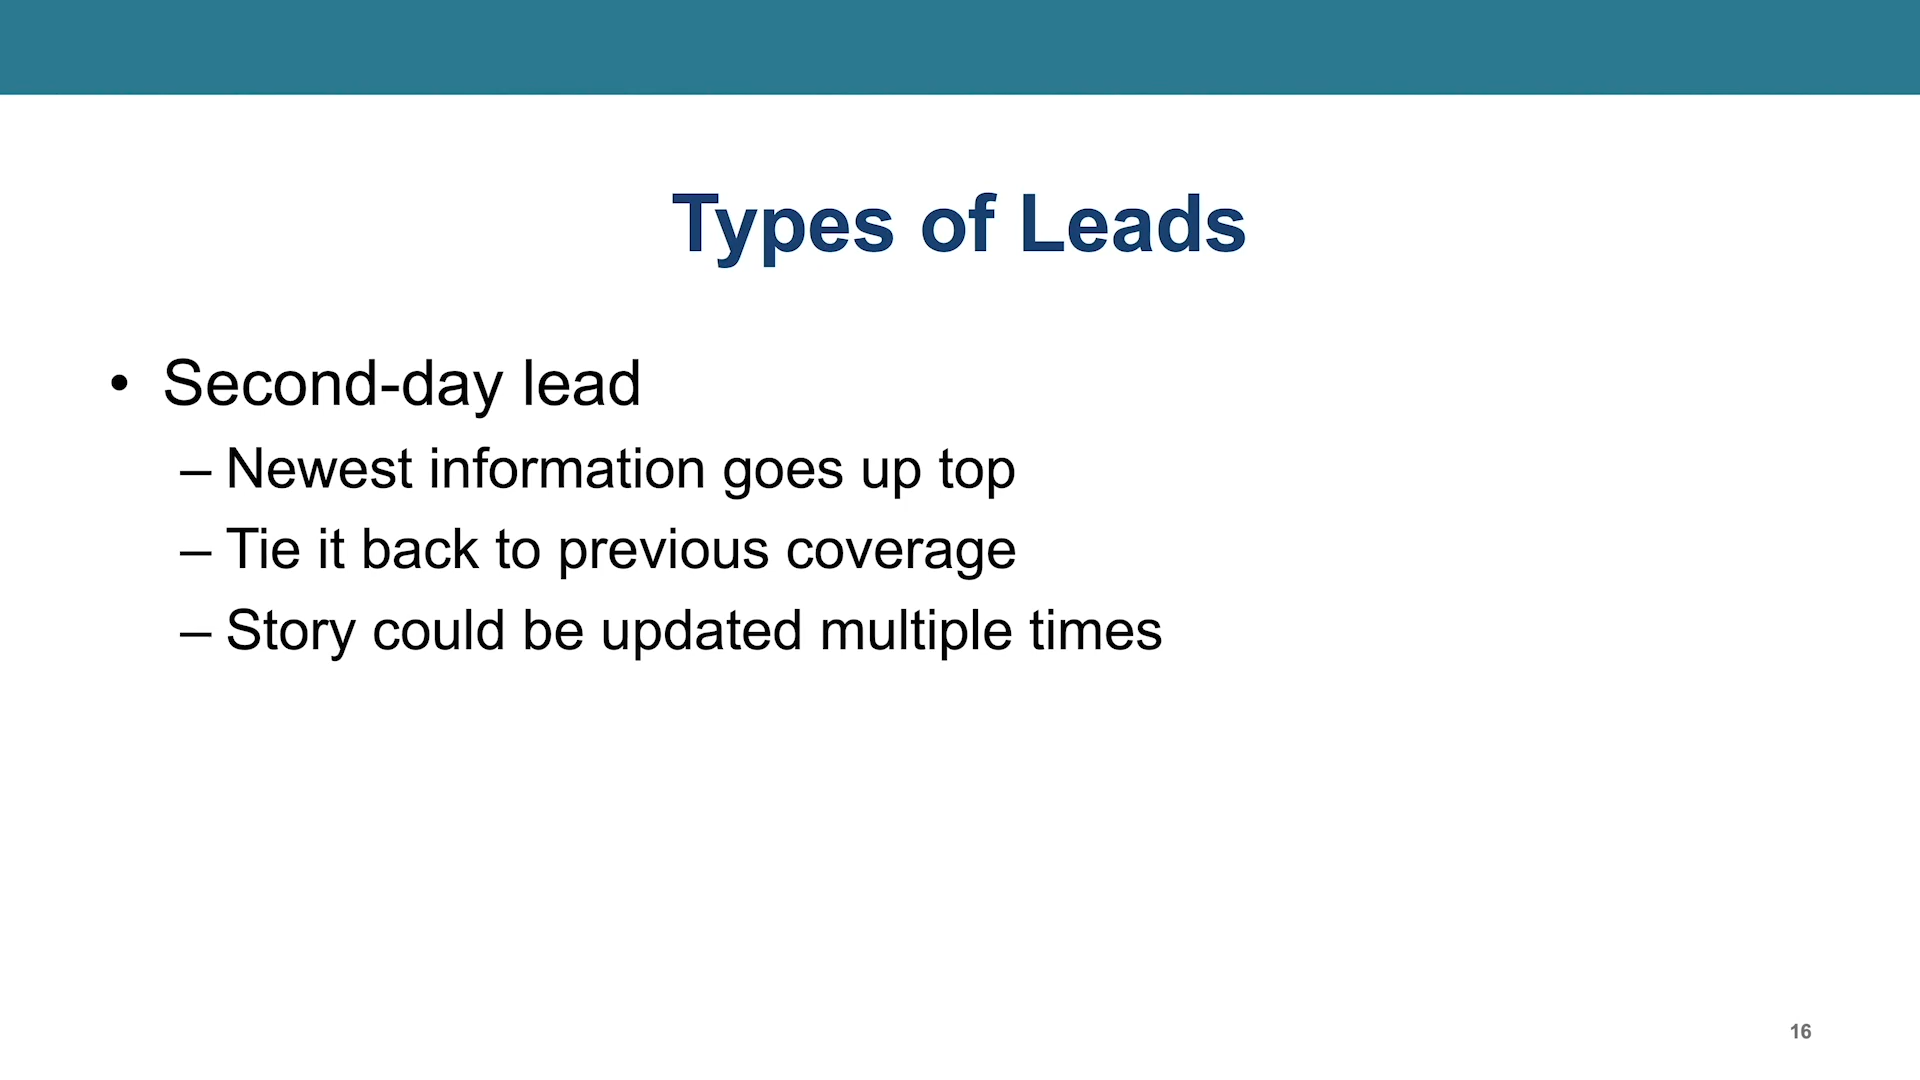 Types of Leads
• Second-day lead
– Newest information goes up top
– Tie it back to previous coverage
– Story could be updated multiple times
16